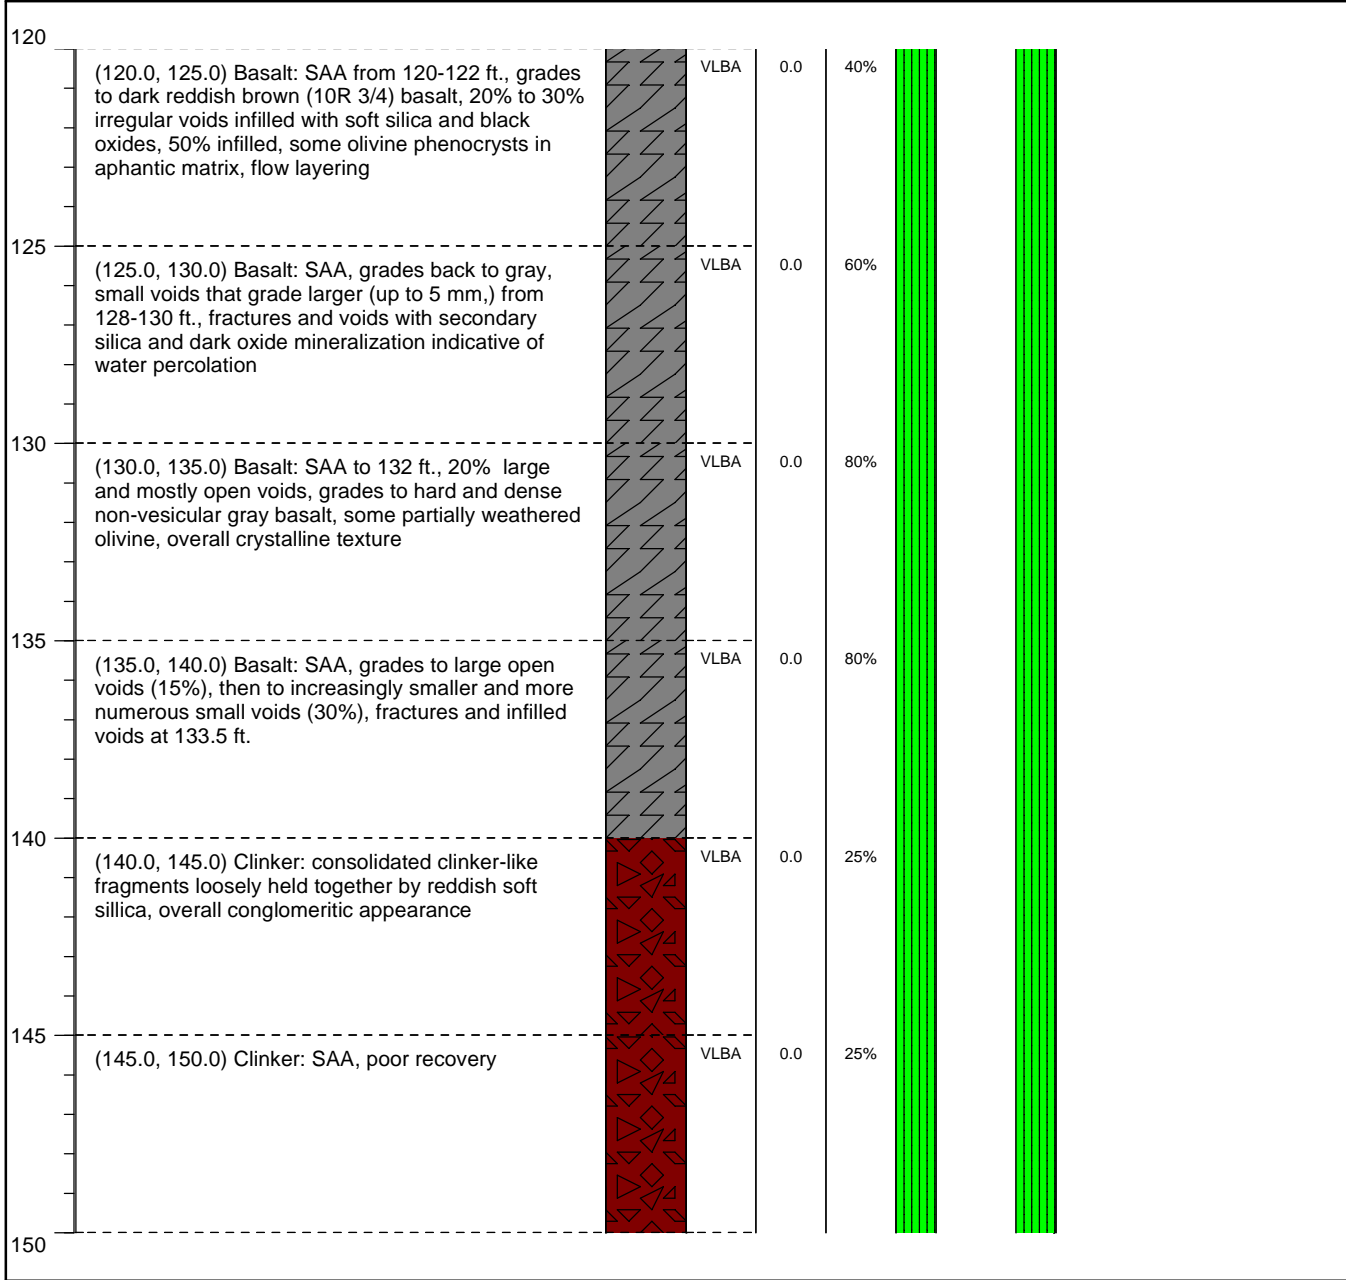 120
(120.0, 125.0) Basalt: SAA from 120-122 ft., grades
to dark reddish brown (10R 3/4) basalt, 20% to 30%
irregular voids infilled with soft silica and black
oxides, 50% infilled, some olivine phenocrysts in
aphantic matrix, flow layering
VLBA 0.0 40%
125
(125.0, 130.0) Basalt: SAA, grades back to gray,
small voids that grade larger (up to 5 mm,) from
128-130 ft., fractures and voids with secondary
silica and dark oxide mineralization indicative of
water percolation
VLBA 0.0 60%
130
(130.0, 135.0) Basalt: SAA to 132 ft., 20% large
and mostly open voids, grades to hard and dense
non-vesicular gray basalt, some partially weathered
olivine, overall crystalline texture
VLBA 0.0 80%
135
(135.0, 140.0) Basalt: SAA, grades to large open
voids (15%), then to increasingly smaller and more
numerous small voids (30%), fractures and infilled
voids at 133.5 ft.
VLBA 0.0 80%
140
(140.0, 145.0) Clinker: consolidated clinker-like
fragments loosely held together by reddish soft
sillica, overall conglomeritic appearance
VLBA 0.0 25%
145
(145.0, 150.0) Clinker: SAA, poor recovery
VLBA 0.0 25%
150